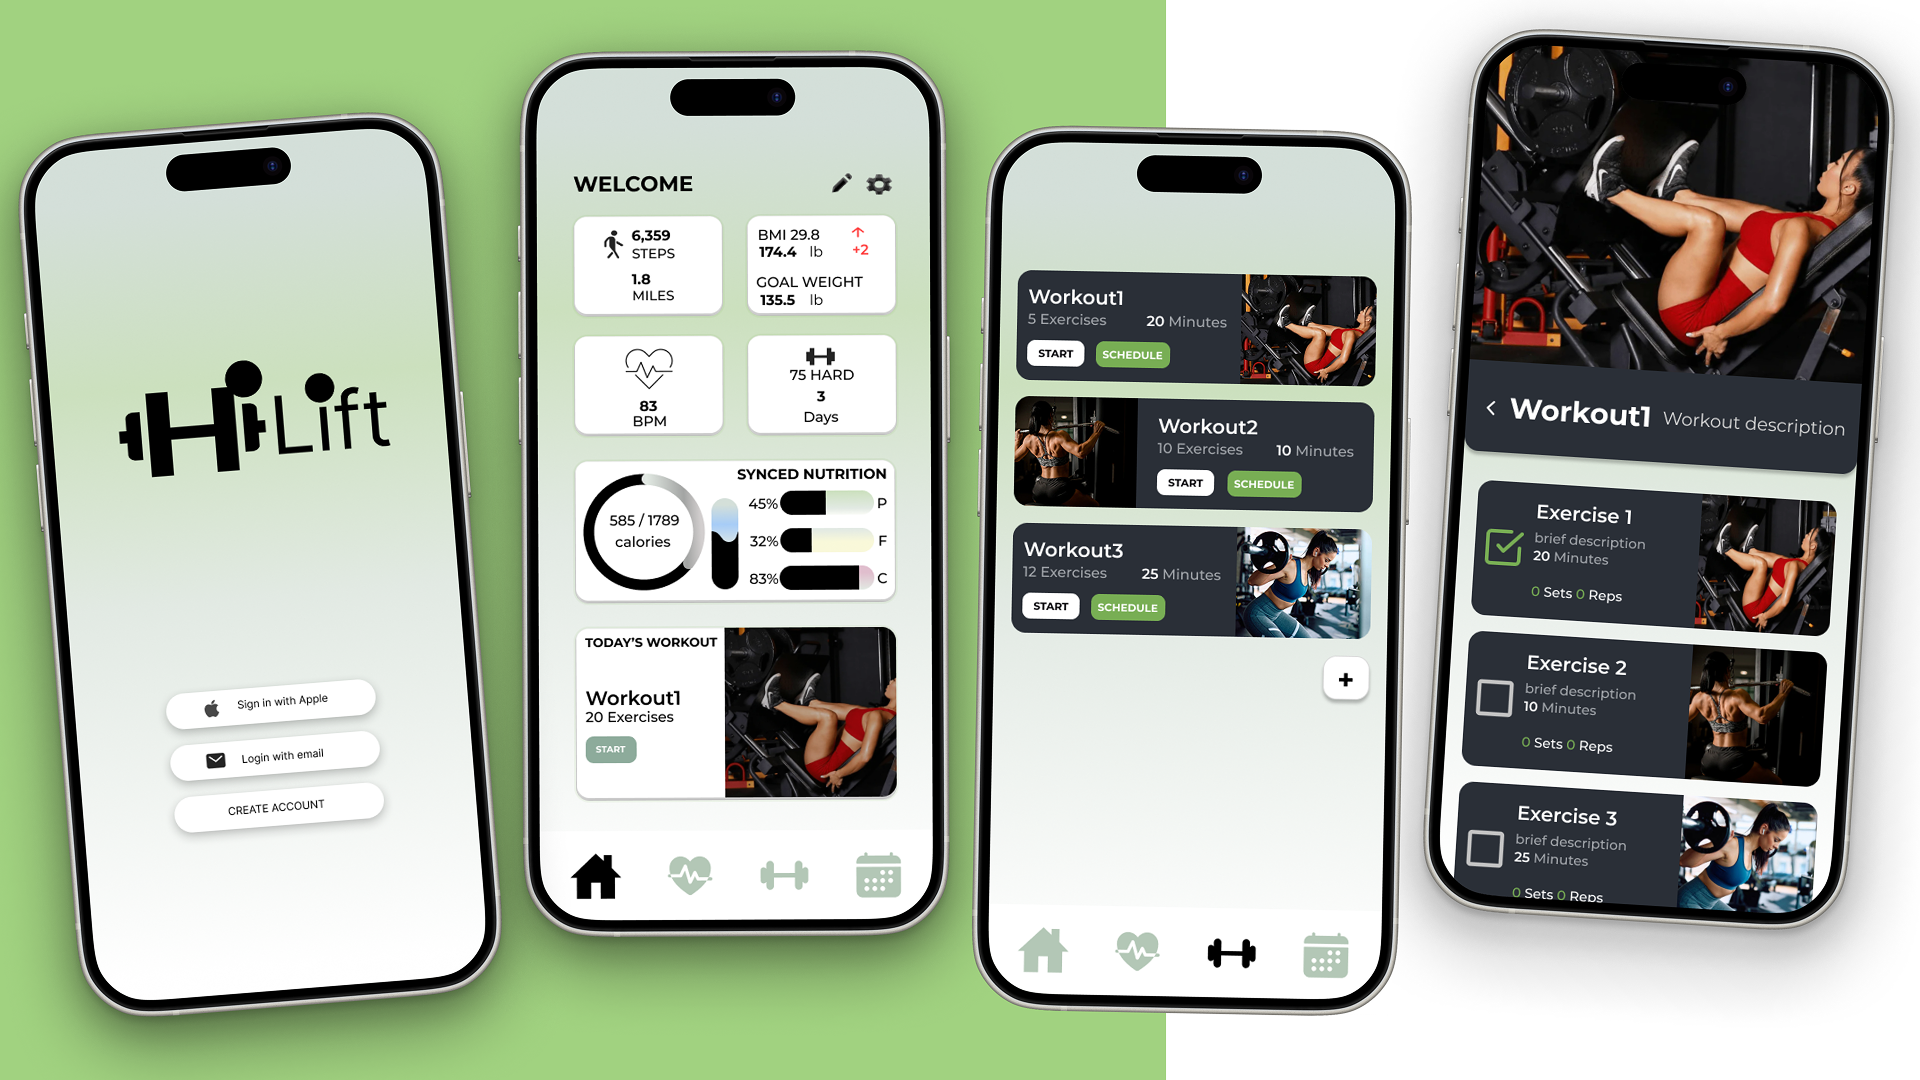 Hi Lift
Sign in with Apple
Login with email
CREATE ACCOUNT
WELCOME
6,359
STEPS
1.8
MILES
BMI 29.8
174.4 lb
+2
GOAL WEIGHT
135.5 lb
83
BPM
75 HARD
3
Days
SYNCED NUTRITION
585 / 1789
calories
45% P
32% F
83% C
TODAY'S WORKOUT
Workout1
20 Exercises
START
Workout1
5 Exercises 20 Minutes
START SCHEDULE
Workout2
10 Exercises 10 Minutes
START SCHEDULE
Workout3
12 Exercises 25 Minutes
START SCHEDULE
+
Workout1 Workout description
Exercise 1
brief description
20 Minutes
0 Sets 0 Reps
Exercise 2
brief description
10 Minutes
0 Sets 0 Reps
Exercise 3
brief description
25 Minutes
0 Sets 0 Reps